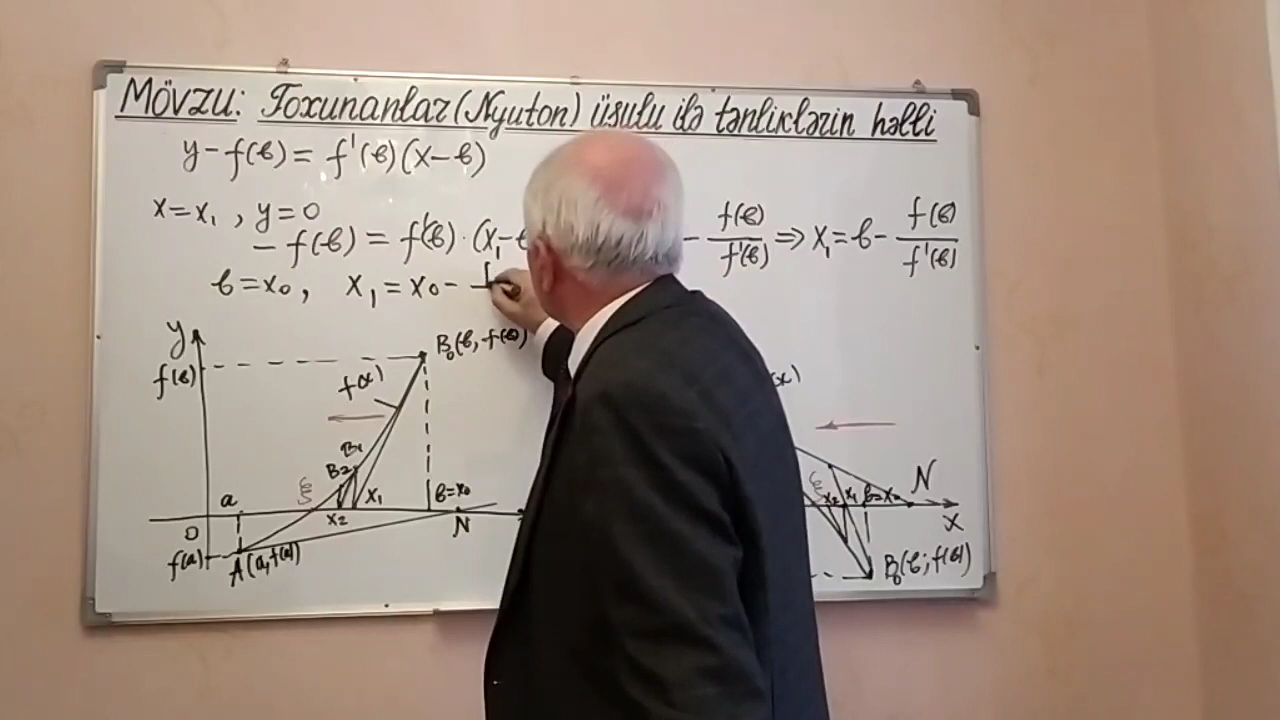 Mövzu: Toxunanlar (Nyuton) üsulu ilə tənliklərin həlli
y - f(b) = f'(b)(x - b)
x = x₁, y = 0
- f(b) = f'(b) · (x₁ - - f(b)/f'(b) ⇒ x₁ = b - f(b)/f'(b)
b = x₀, x₁ = x₀ - f
y
f(b)
B₀(b, f(b))
f(x)
B₁
B₂
ξ
a
x₂
x₁
b = x₀
N
0
f(a)
A(a, f(a))
(x)
ξ
x₂
x₁
b = x₀
N
x
B₀(b; f(b))